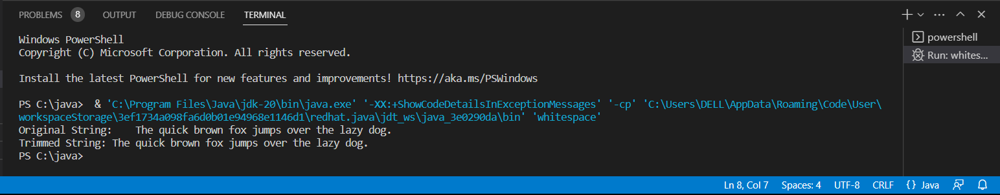 PROBLEMS 8 OUTPUT DEBUG CONSOLE TERMINAL
Windows PowerShell
Copyright (C) Microsoft Corporation. All rights reserved.
Install the latest PowerShell for new features and improvements! https://aka.ms/PSWindows
PS C:\java>  & 'C:\Program Files\Java\jdk-20\bin\java.exe' '-XX:+ShowCodeDetailsInExceptionMessages' '-cp' 'C:\Users\DELL\AppData\Roaming\Code\User\
workspaceStorage\3ef1734a098fa6d0b01e94968e1146d1\redhat.java\jdt_ws\java_3e0290da\bin' 'whitespace'
Original String:    The quick brown fox jumps over the lazy dog.
Trimmed String: The quick brown fox jumps over the lazy dog.
PS C:\java>
powershell
Run: whites...
Ln 8, Col 7 Spaces: 4 UTF-8 CRLF {} Java